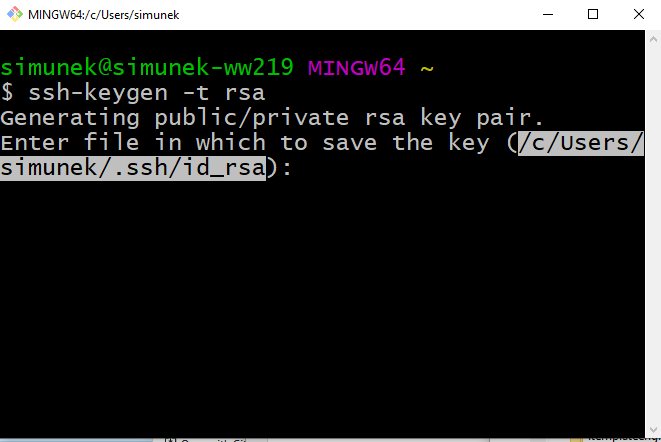 MINGW64:/c/Users/simunek
simunek@simunek-ww219 MINGW64 ~
$ ssh-keygen -t rsa
Generating public/private rsa key pair.
Enter file in which to save the key (/c/Users/
simunek/.ssh/id_rsa):